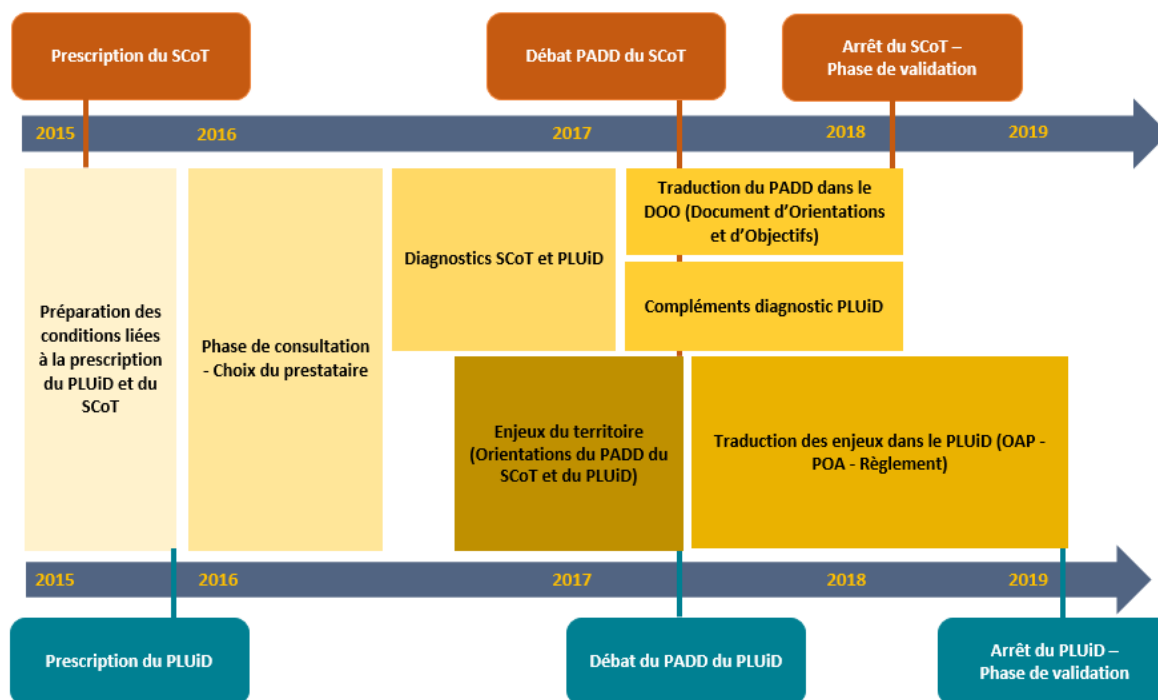 Prescription du SCoT
Débat PADD du SCoT
Arrêt du SCoT –
Phase de validation
2015
2016
2017
2018
2019
Préparation des
conditions liées
à la prescription
du PLUiD et du
SCoT
Phase de consultation
- Choix du prestataire
Diagnostics SCoT et PLUiD
Traduction du PADD dans le
DOO (Document d’Orientations
et d’Objectifs)
Compléments diagnostic PLUiD
Enjeux du territoire
(Orientations du PADD du
SCoT et du PLUiD)
Traduction des enjeux dans le PLUiD (OAP -
POA - Règlement)
2015
2016
2017
2018
2019
Prescription du PLUiD
Débat du PADD du PLUiD
Arrêt du PLUiD –
Phase de validation